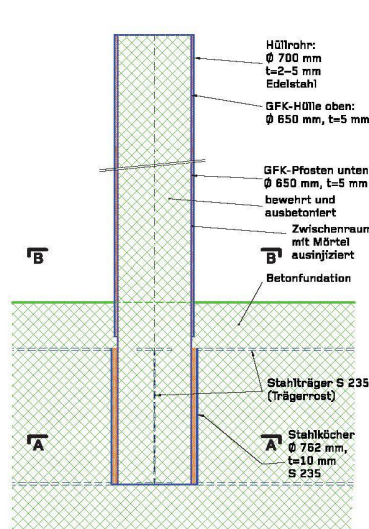 Hüllrohr:
Ø 700 mm
t=2–5 mm
Edelstahl
GFK-Hülle oben:
Ø 650 mm, t=5 mm
GFK-Pfosten unten
Ø 650 mm, t=5 mm
bewehrt und
ausbetoniert
Zwischenraum
mit Mörtel
ausinjiziert
B B
Betonfundation
Stahlträger S 235
(Trägerrost)
A A
Stahlköcher
Ø 762 mm,
t=10 mm
S 235